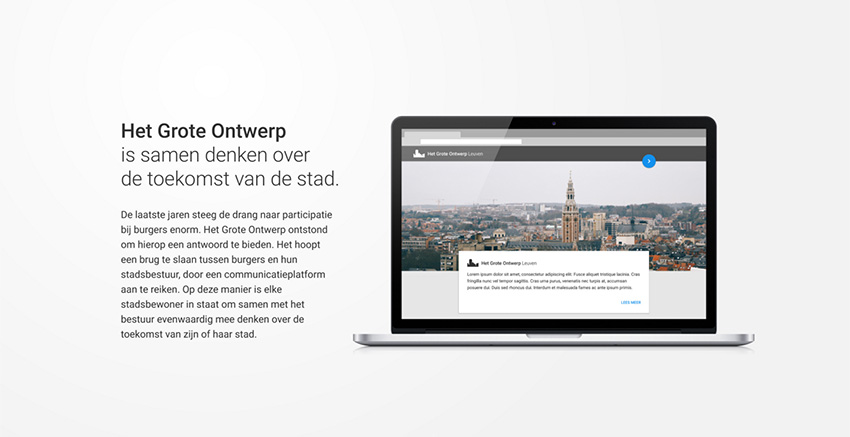 Het Grote Ontwerp
is samen denken over
de toekomst van de stad.
De laatste jaren steeg de drang naar participatie
bij burgers enorm. Het Grote Ontwerp ontstond
om hierop een antwoord te bieden. Het hoopt
een brug te slaan tussen burgers en hun
stadsbestuur, door een communicatieplatform
aan te reiken. Op deze manier is elke
stadsbewoner in staat om samen met het
bestuur evenwaardig mee denken over de
toekomst van zijn of haar stad.
Het Grote Ontwerp Leuven
Het Grote Ontwerp Leuven
Lorem ipsum dolor sit amet, consectetur adipiscing elit. Fusce aliquet tristique lacinia. Cras
fringilla nunc vel tempor sagittis. Cras urna purus, venenatis nec turpis et, accumsan
posuere dui. Duis sed rhoncus dui. Interdum et malesuada fames ac ante ipsum primis.
LEES MEER